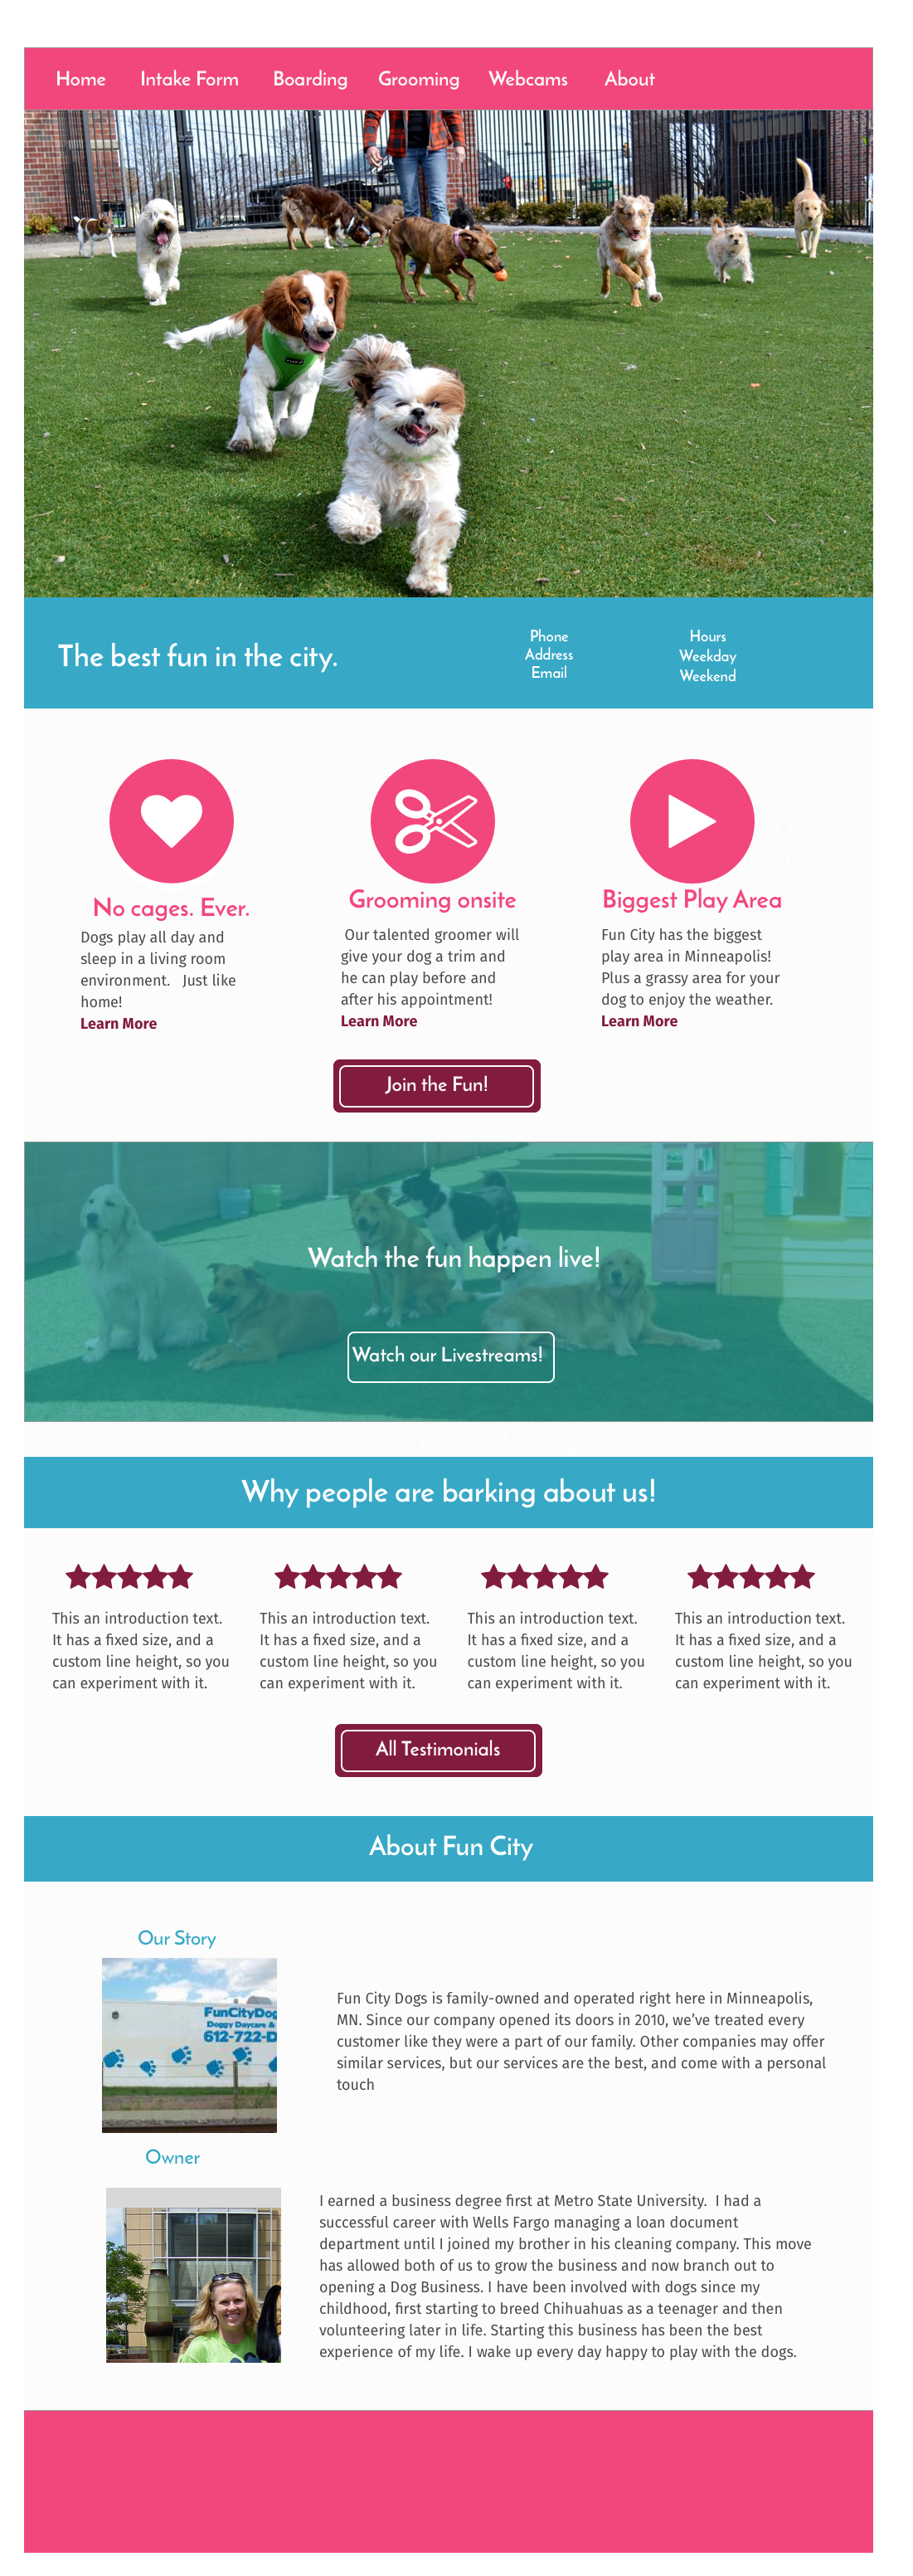 Home Intake Form Boarding Grooming Webcams About
The best fun in the city.
Phone
Address
Email
Hours
Weekday
Weekend
No cages. Ever.
Dogs play all day and
sleep in a living room
environment. Just like
home!
Learn More
Grooming onsite
Our talented groomer will
give your dog a trim and
he can play before and
after his appointment!
Learn More
Biggest Play Area
Fun City has the biggest
play area in Minneapolis!
Plus a grassy area for your
dog to enjoy the weather.
Learn More
Join the Fun!
Watch the fun happen live!
Watch our Livestreams!
Why people are barking about us!
This an introduction text.
It has a fixed size, and a
custom line height, so you
can experiment with it.
This an introduction text.
It has a fixed size, and a
custom line height, so you
can experiment with it.
This an introduction text.
It has a fixed size, and a
custom line height, so you
can experiment with it.
This an introduction text.
It has a fixed size, and a
custom line height, so you
can experiment with it.
All Testimonials
About Fun City
Our Story
FunCityDog
Doggy Daycare &
612-722-D
Fun City Dogs is family-owned and operated right here in Minneapolis,
MN. Since our company opened its doors in 2010, we've treated every
customer like they were a part of our family. Other companies may offer
similar services, but our services are the best, and come with a personal
touch
Owner
I earned a business degree first at Metro State University. I had a
successful career with Wells Fargo managing a loan document
department until I joined my brother in his cleaning company. This move
has allowed both of us to grow the business and now branch out to
opening a Dog Business. I have been involved with dogs since my
childhood, first starting to breed Chihuahuas as a teenager and then
volunteering later in life. Starting this business has been the best
experience of my life. I wake up every day happy to play with the dogs.